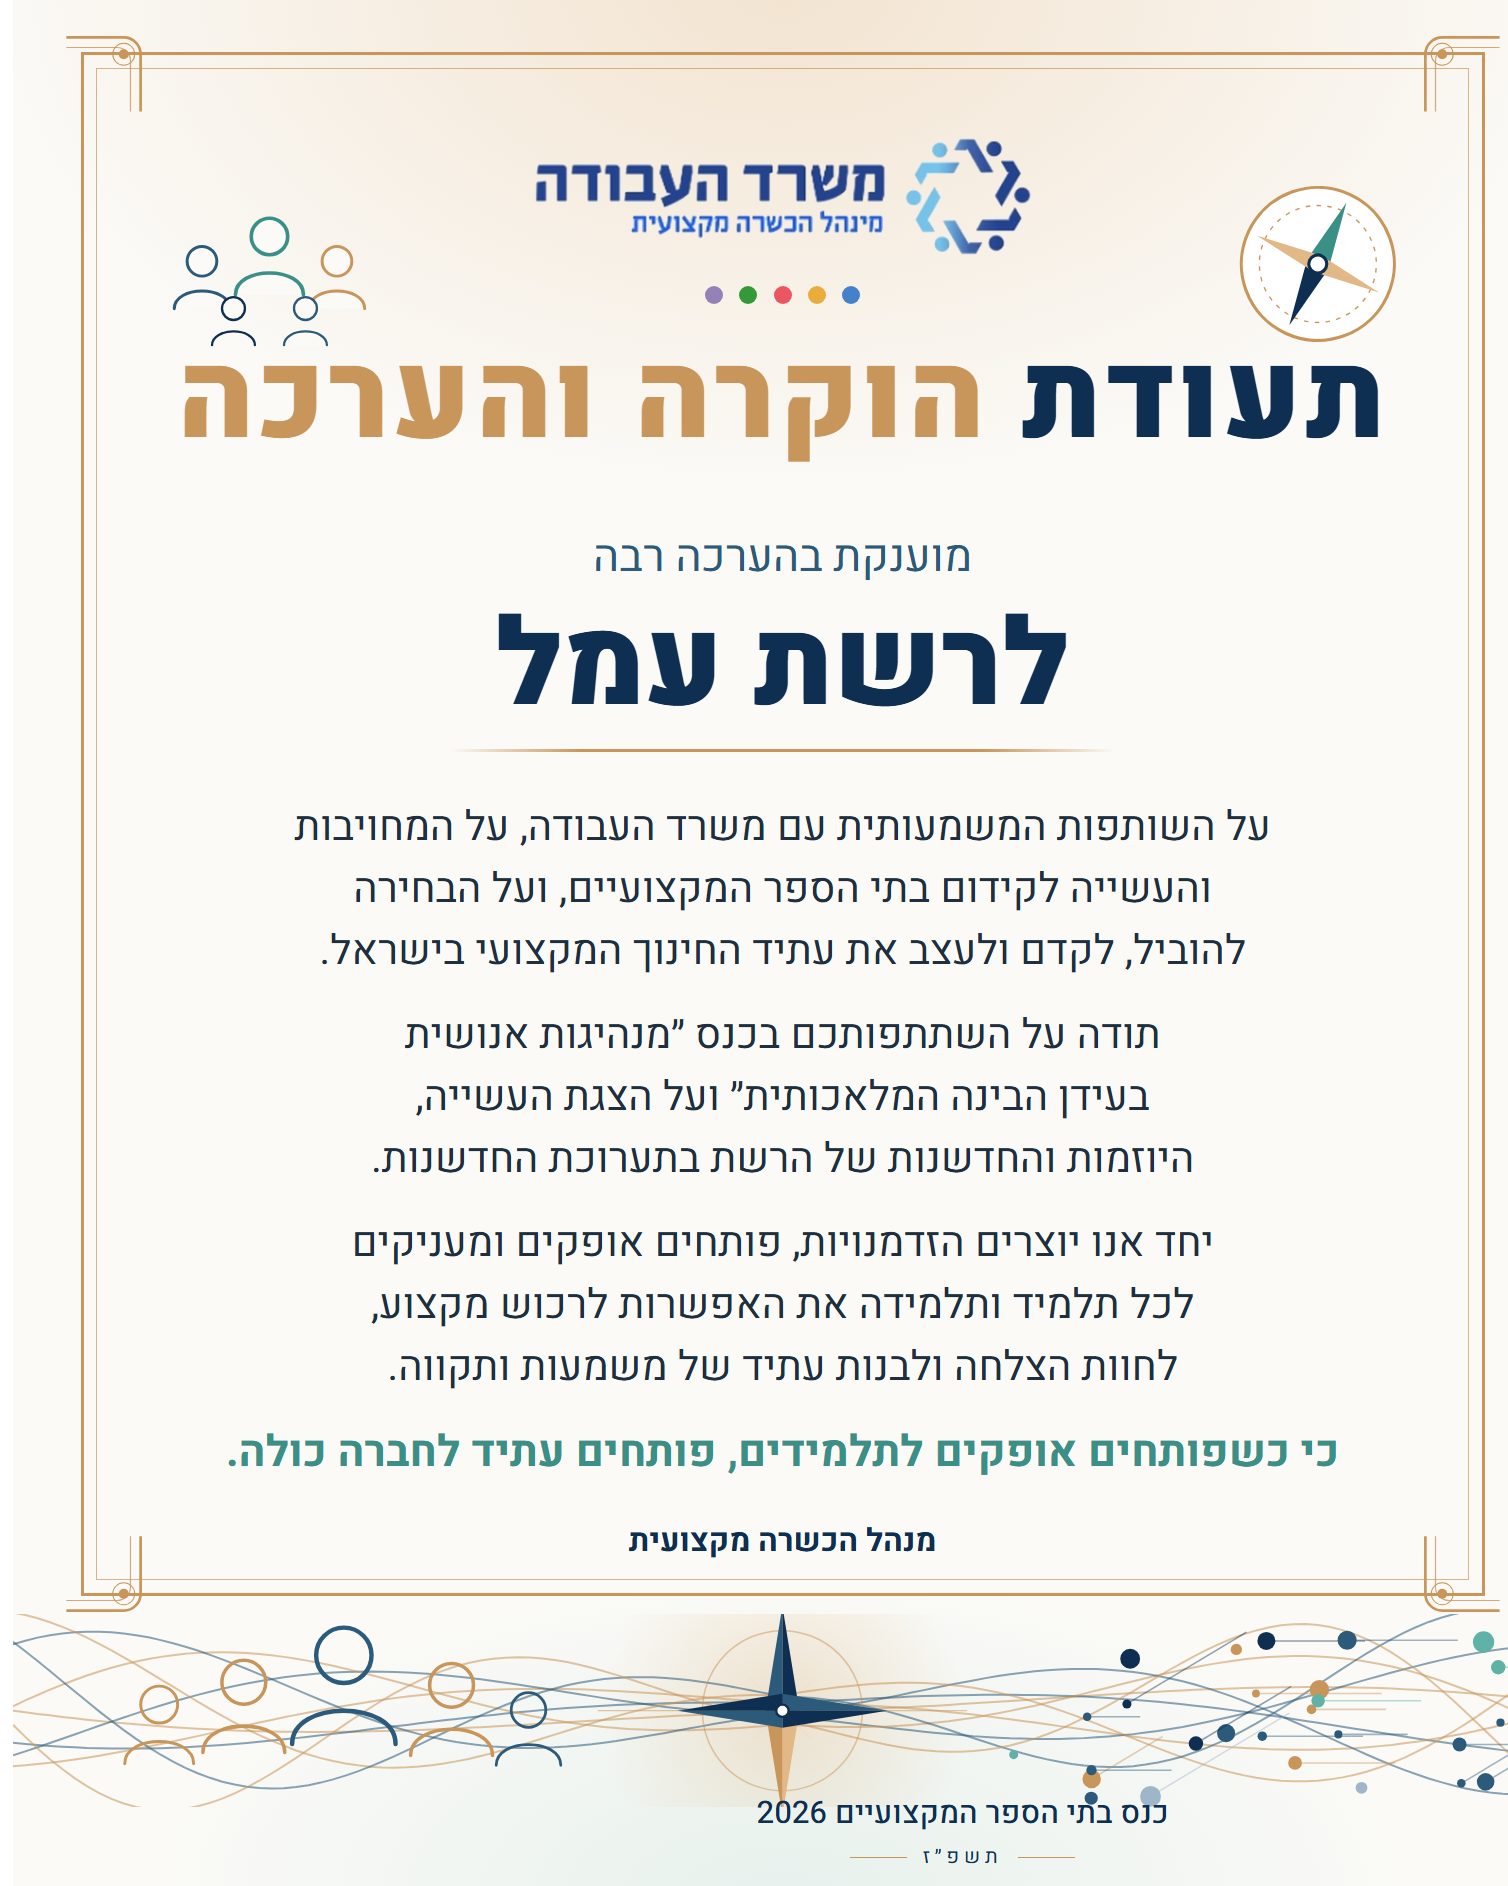 משרד העבודה
מינהל הכשרה מקצועית
תעודת הוקרה והערכה
מוענקת בהערכה רבה
לרשת עמל
על השותפות המשמעותית עם משרד העבודה, על המחויבות
והעשייה לקידום בתי הספר המקצועיים, ועל הבחירה
להוביל, לקדם ולעצב את עתיד החינוך המקצועי בישראל.
תודה על השתתפותכם בכנס ״מנהיגות אנושית
בעידן הבינה המלאכותית״ ועל הצגת העשייה,
היוזמות והחדשנות של הרשת בתערוכת החדשנות.
יחד אנו יוצרים הזדמנויות, פותחים אופקים ומעניקים
לכל תלמיד ותלמידה את האפשרות לרכוש מקצוע,
לחוות הצלחה ולבנות עתיד של משמעות ותקווה.
כי כשפותחים אופקים לתלמידים, פותחים עתיד לחברה כולה.
מנהל הכשרה מקצועית
כנס בתי הספר המקצועיים 2026
תשפ״ז